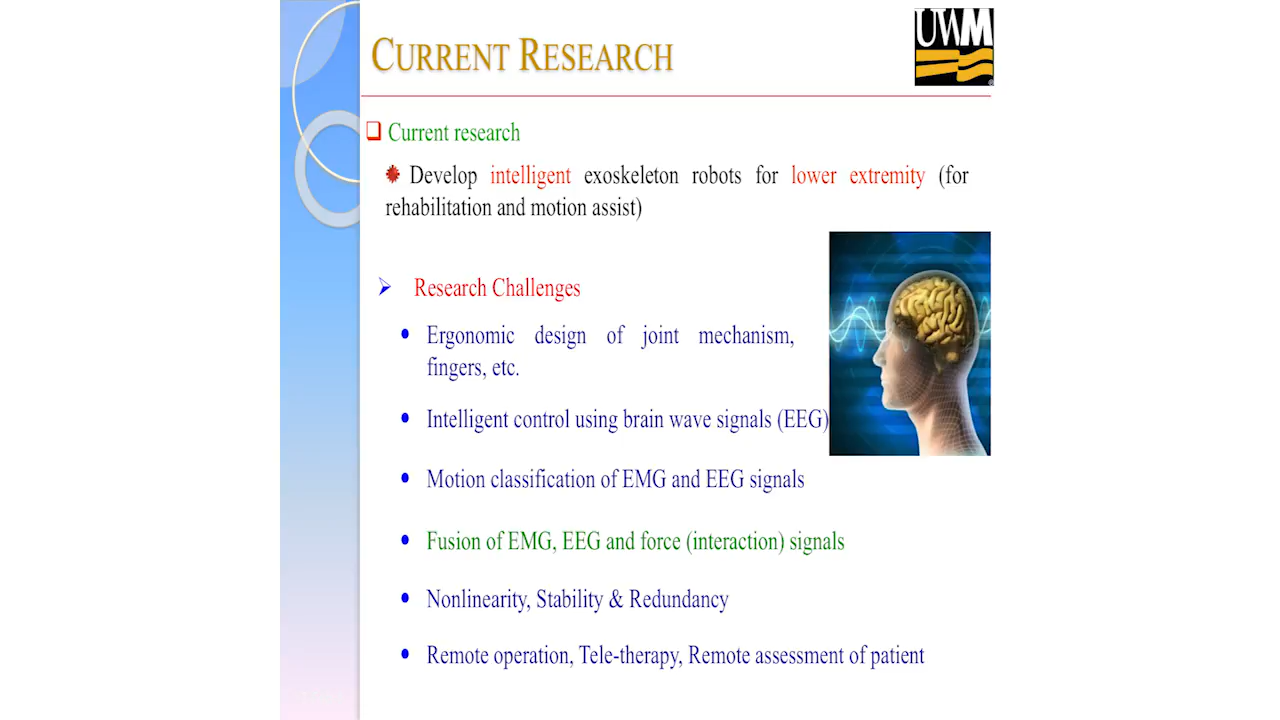 CURRENT RESEARCH
UWM
Current research
Develop intelligent exoskeleton robots for lower extremity (for
rehabilitation and motion assist)
Research Challenges
Ergonomic design of joint mechanism,
fingers, etc.
Intelligent control using brain wave signals (EEG)
Motion classification of EMG and EEG signals
Fusion of EMG, EEG and force (interaction) signals
Nonlinearity, Stability & Redundancy
Remote operation, Tele-therapy, Remote assessment of patient